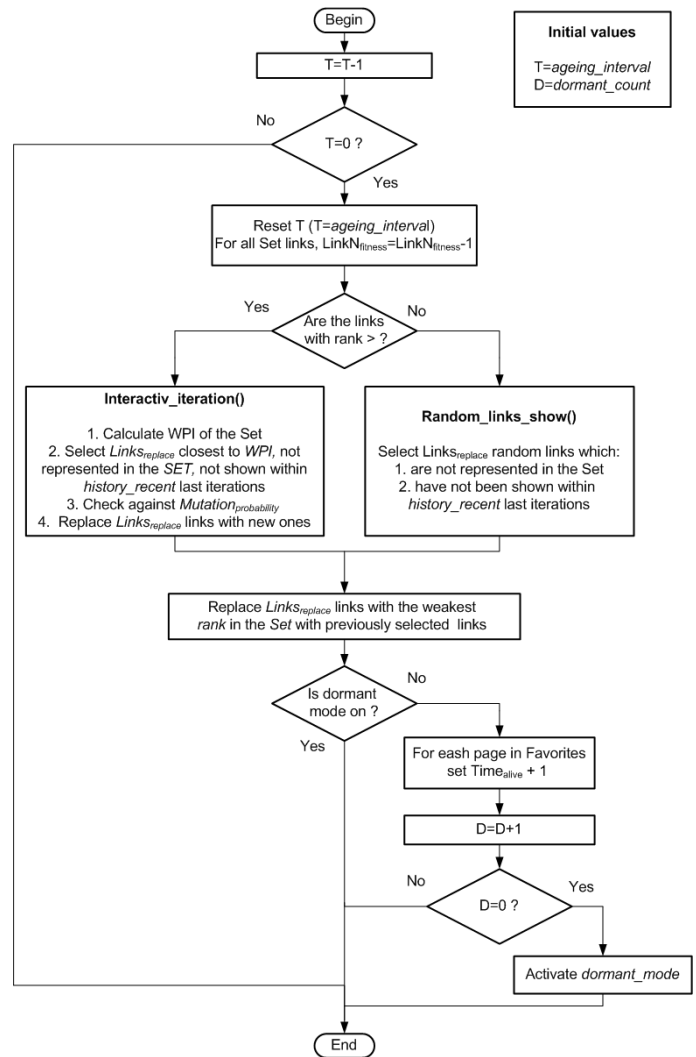 Begin
Initial values
T=ageing_interval
D=dormant_count
T=T-1
No
T=0 ?
Yes
Reset T (T=ageing_interval)
For all Set links, LinkNfitness=LinkNfitness-1
Yes
No
Are the links
with rank > ?
Interactiv_iteration()
1. Calculate WPI of the Set
2. Select Linksreplace closest to WPI, not
represented in the SET, not shown within
history_recent last iterations
3. Check against Mutationprobability
4. Replace Linksreplace links with new ones
Random_links_show()
Select Linksreplace random links which:
1. are not represented in the Set
2. have not been shown within
history_recent last iterations
Replace Linksreplace links with the weakest
rank in the Set with previously selected links
No
Is dormant
mode on ?
Yes
For eash page in Favorites
set Timealive + 1
D=D+1
No
Yes
D=0 ?
Activate dormant_mode
End